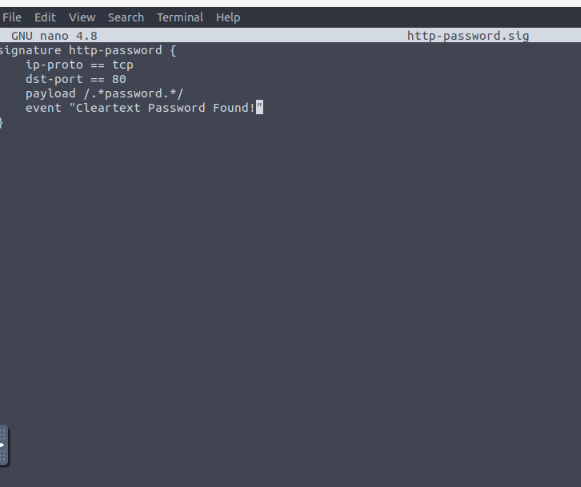 File Edit View Search Terminal Help
GNU nano 4.8 http-password.sig
signature http-password {
    ip-proto == tcp
    dst-port == 80
    payload /.*password.*/
    event "Cleartext Password Found!"
}